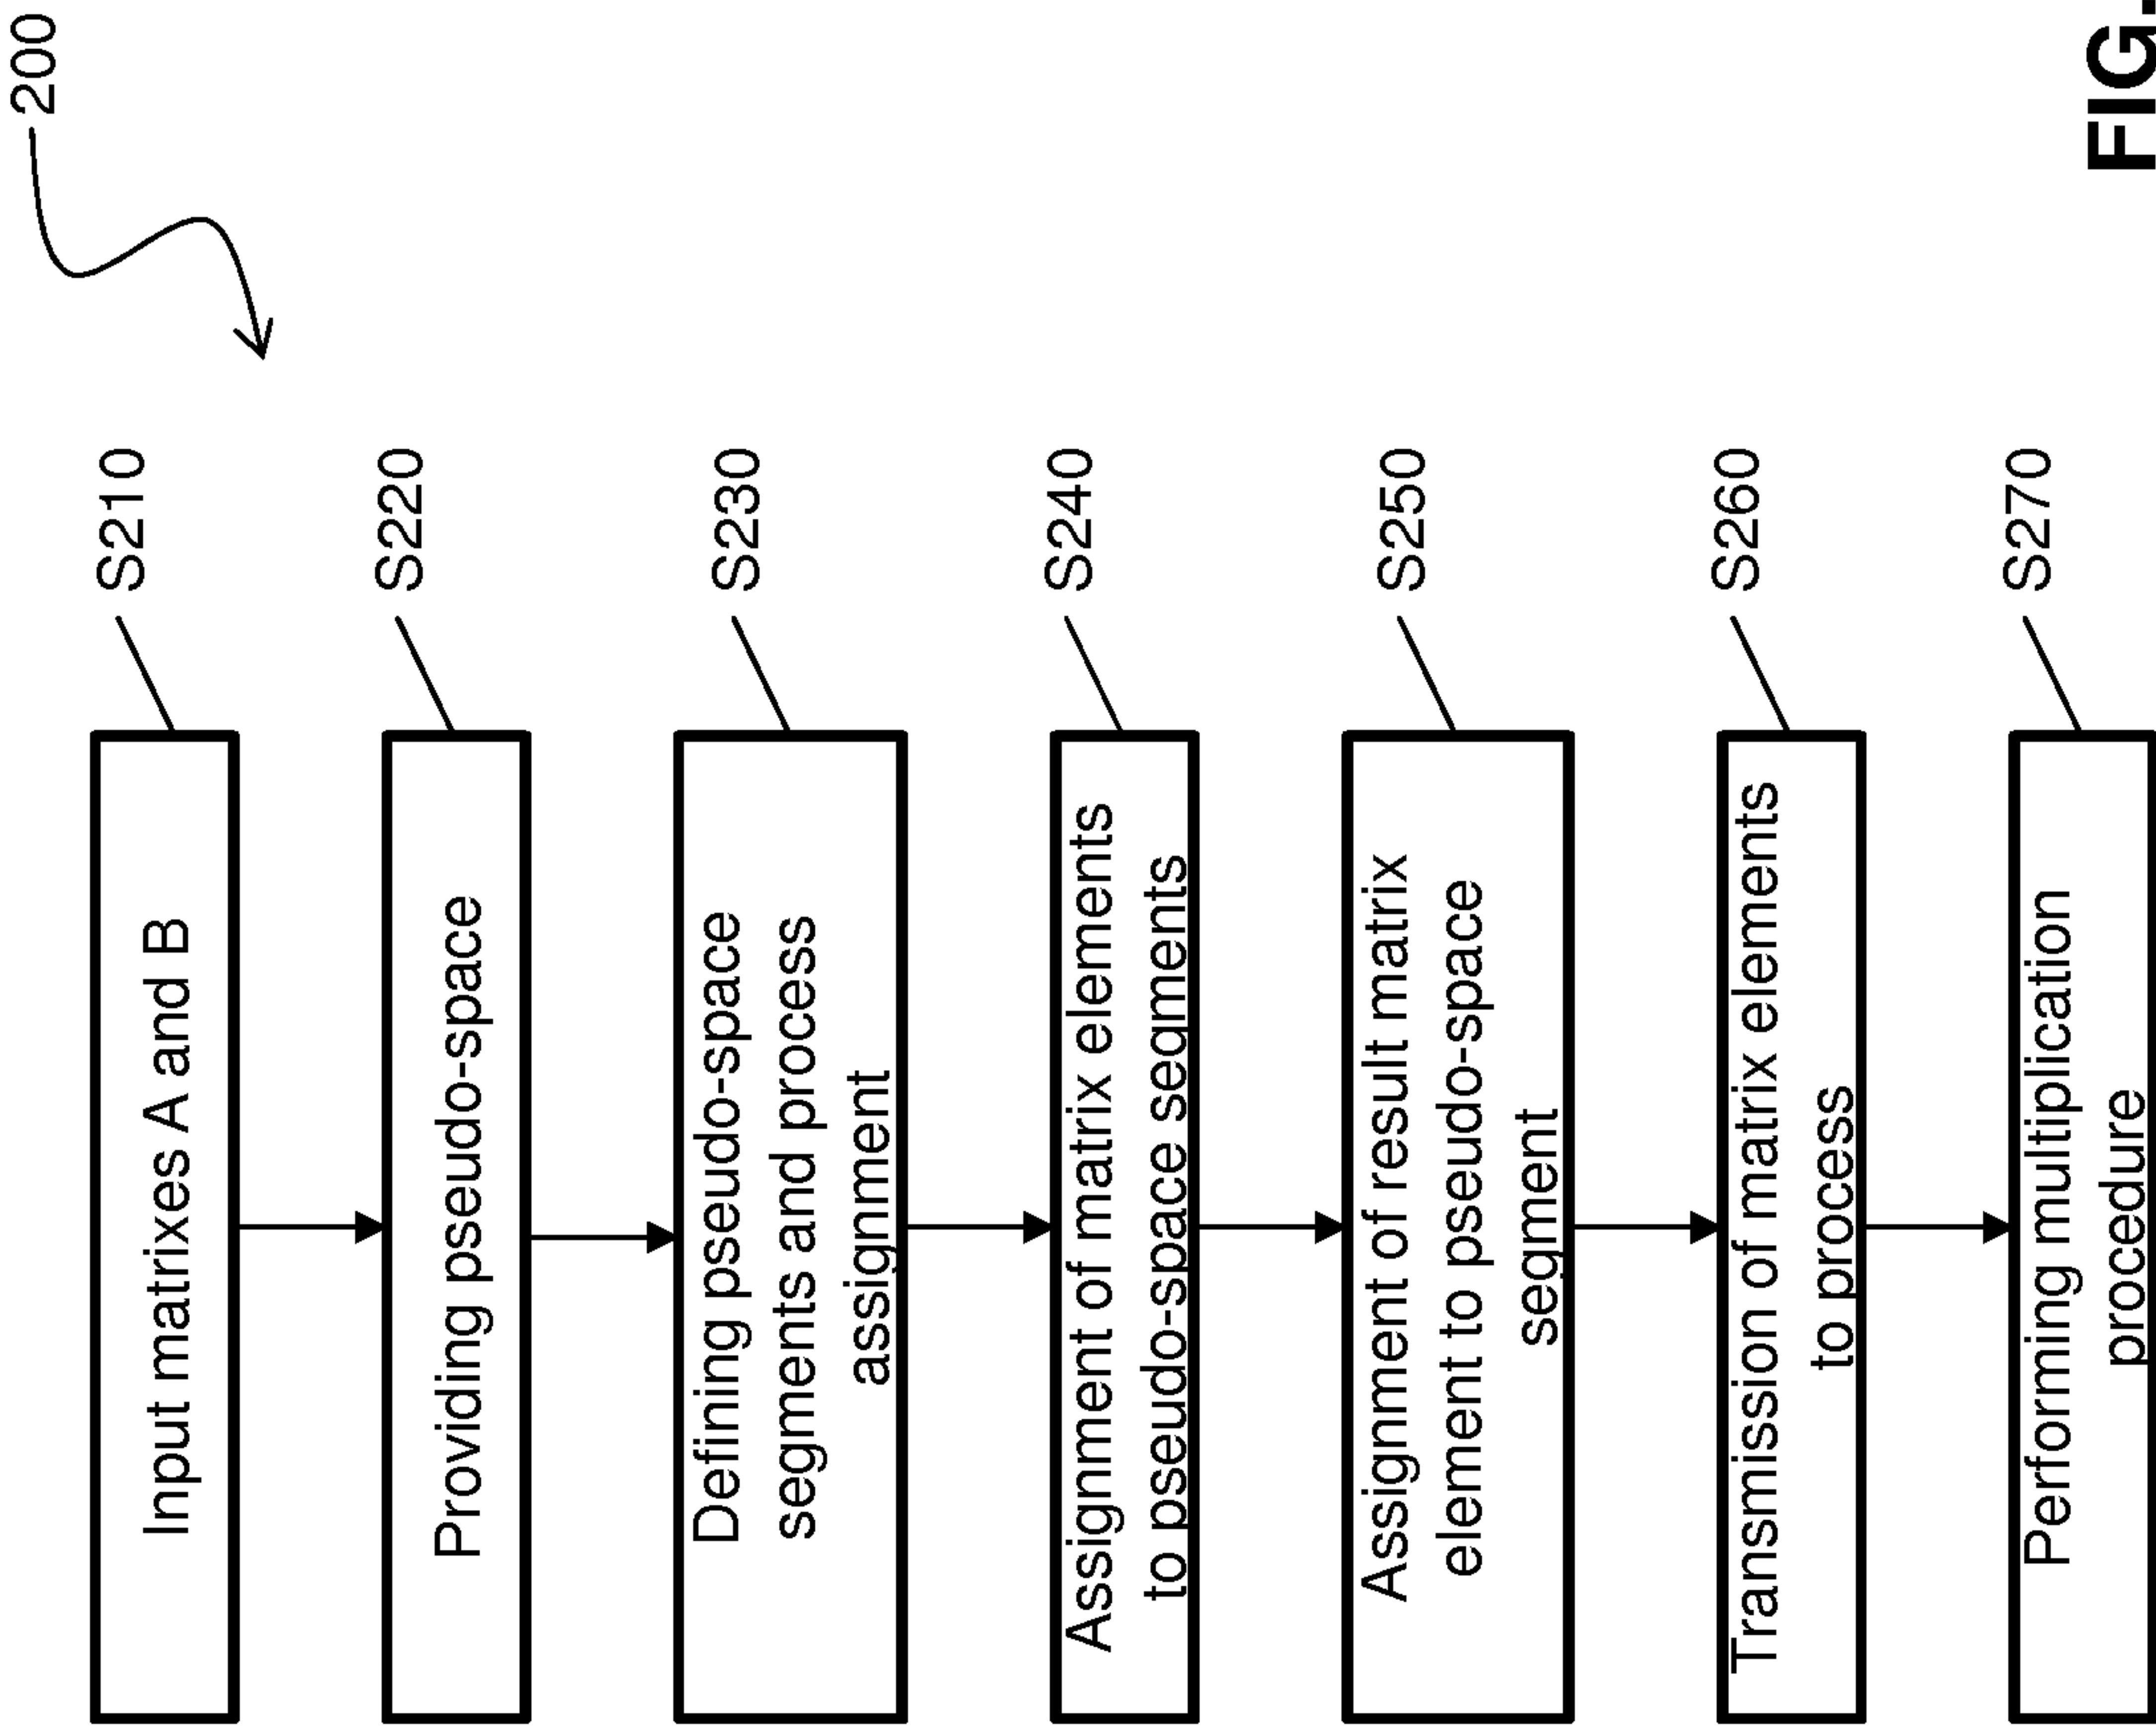 200
S210
Input matrixes A and B
S220
Providing pseudo-space
S230
Defining pseudo-space
segments and process
assignment
S240
Assignment of matrix elements
to pseudo-space segments
S250
Assignment of result matrix
element to pseudo-space
segment
S260
Transmission of matrix elements
to process
S270
Performing multiplication
procedure
FIG.